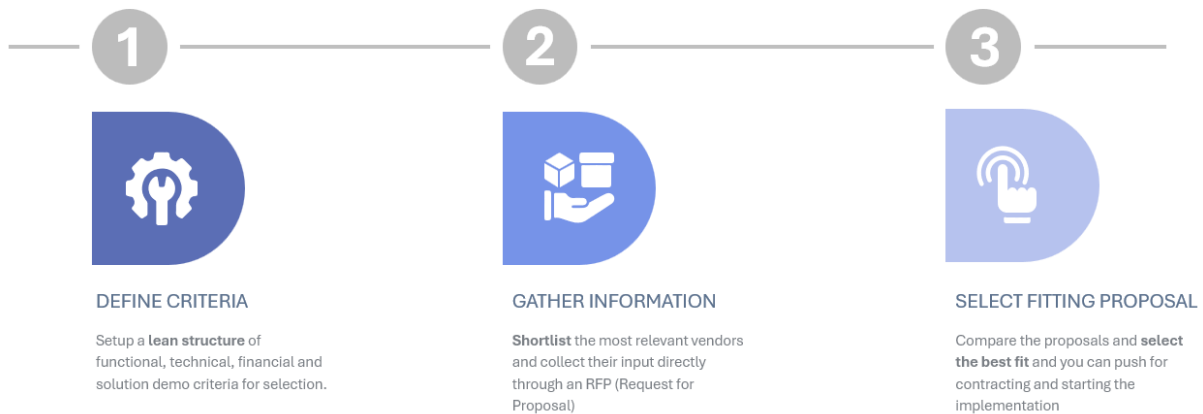 1
2
3
DEFINE CRITERIA
Setup a lean structure of
functional, technical, financial and
solution demo criteria for selection.
GATHER INFORMATION
Shortlist the most relevant vendors
and collect their input directly
through an RFP (Request for
Proposal)
SELECT FITTING PROPOSAL
Compare the proposals and select
the best fit and you can push for
contracting and starting the
implementation